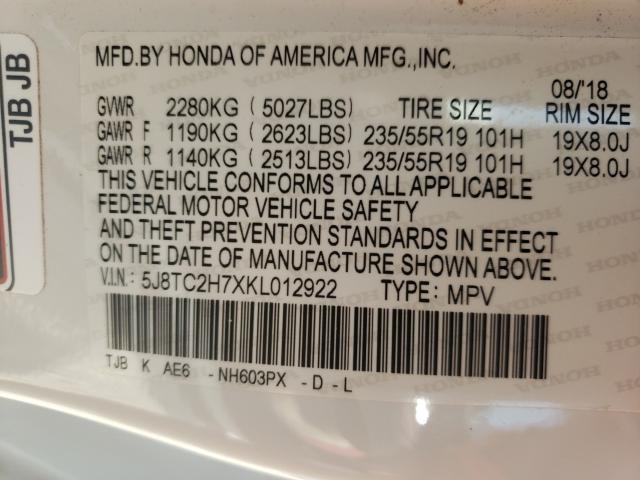 TJB JB
MFD.BY HONDA OF AMERICA MFG.,INC.
08/'18
GVWR 2280KG ( 5027LBS) TIRE SIZE RIM SIZE
GAWR F 1190KG ( 2623LBS) 235/55R19 101H 19X8.0J
GAWR R 1140KG ( 2513LBS) 235/55R19 101H 19X8.0J
THIS VEHICLE CONFORMS TO ALL APPLICABLE
FEDERAL MOTOR VEHICLE SAFETY
AND THEFT PREVENTION STANDARDS IN EFFECT
ON THE DATE OF MANUFACTURE SHOWN ABOVE.
V.I.N.: 5J8TC2H7XKL012922 TYPE: MPV
TJB K AE6 -NH603PX -D-L